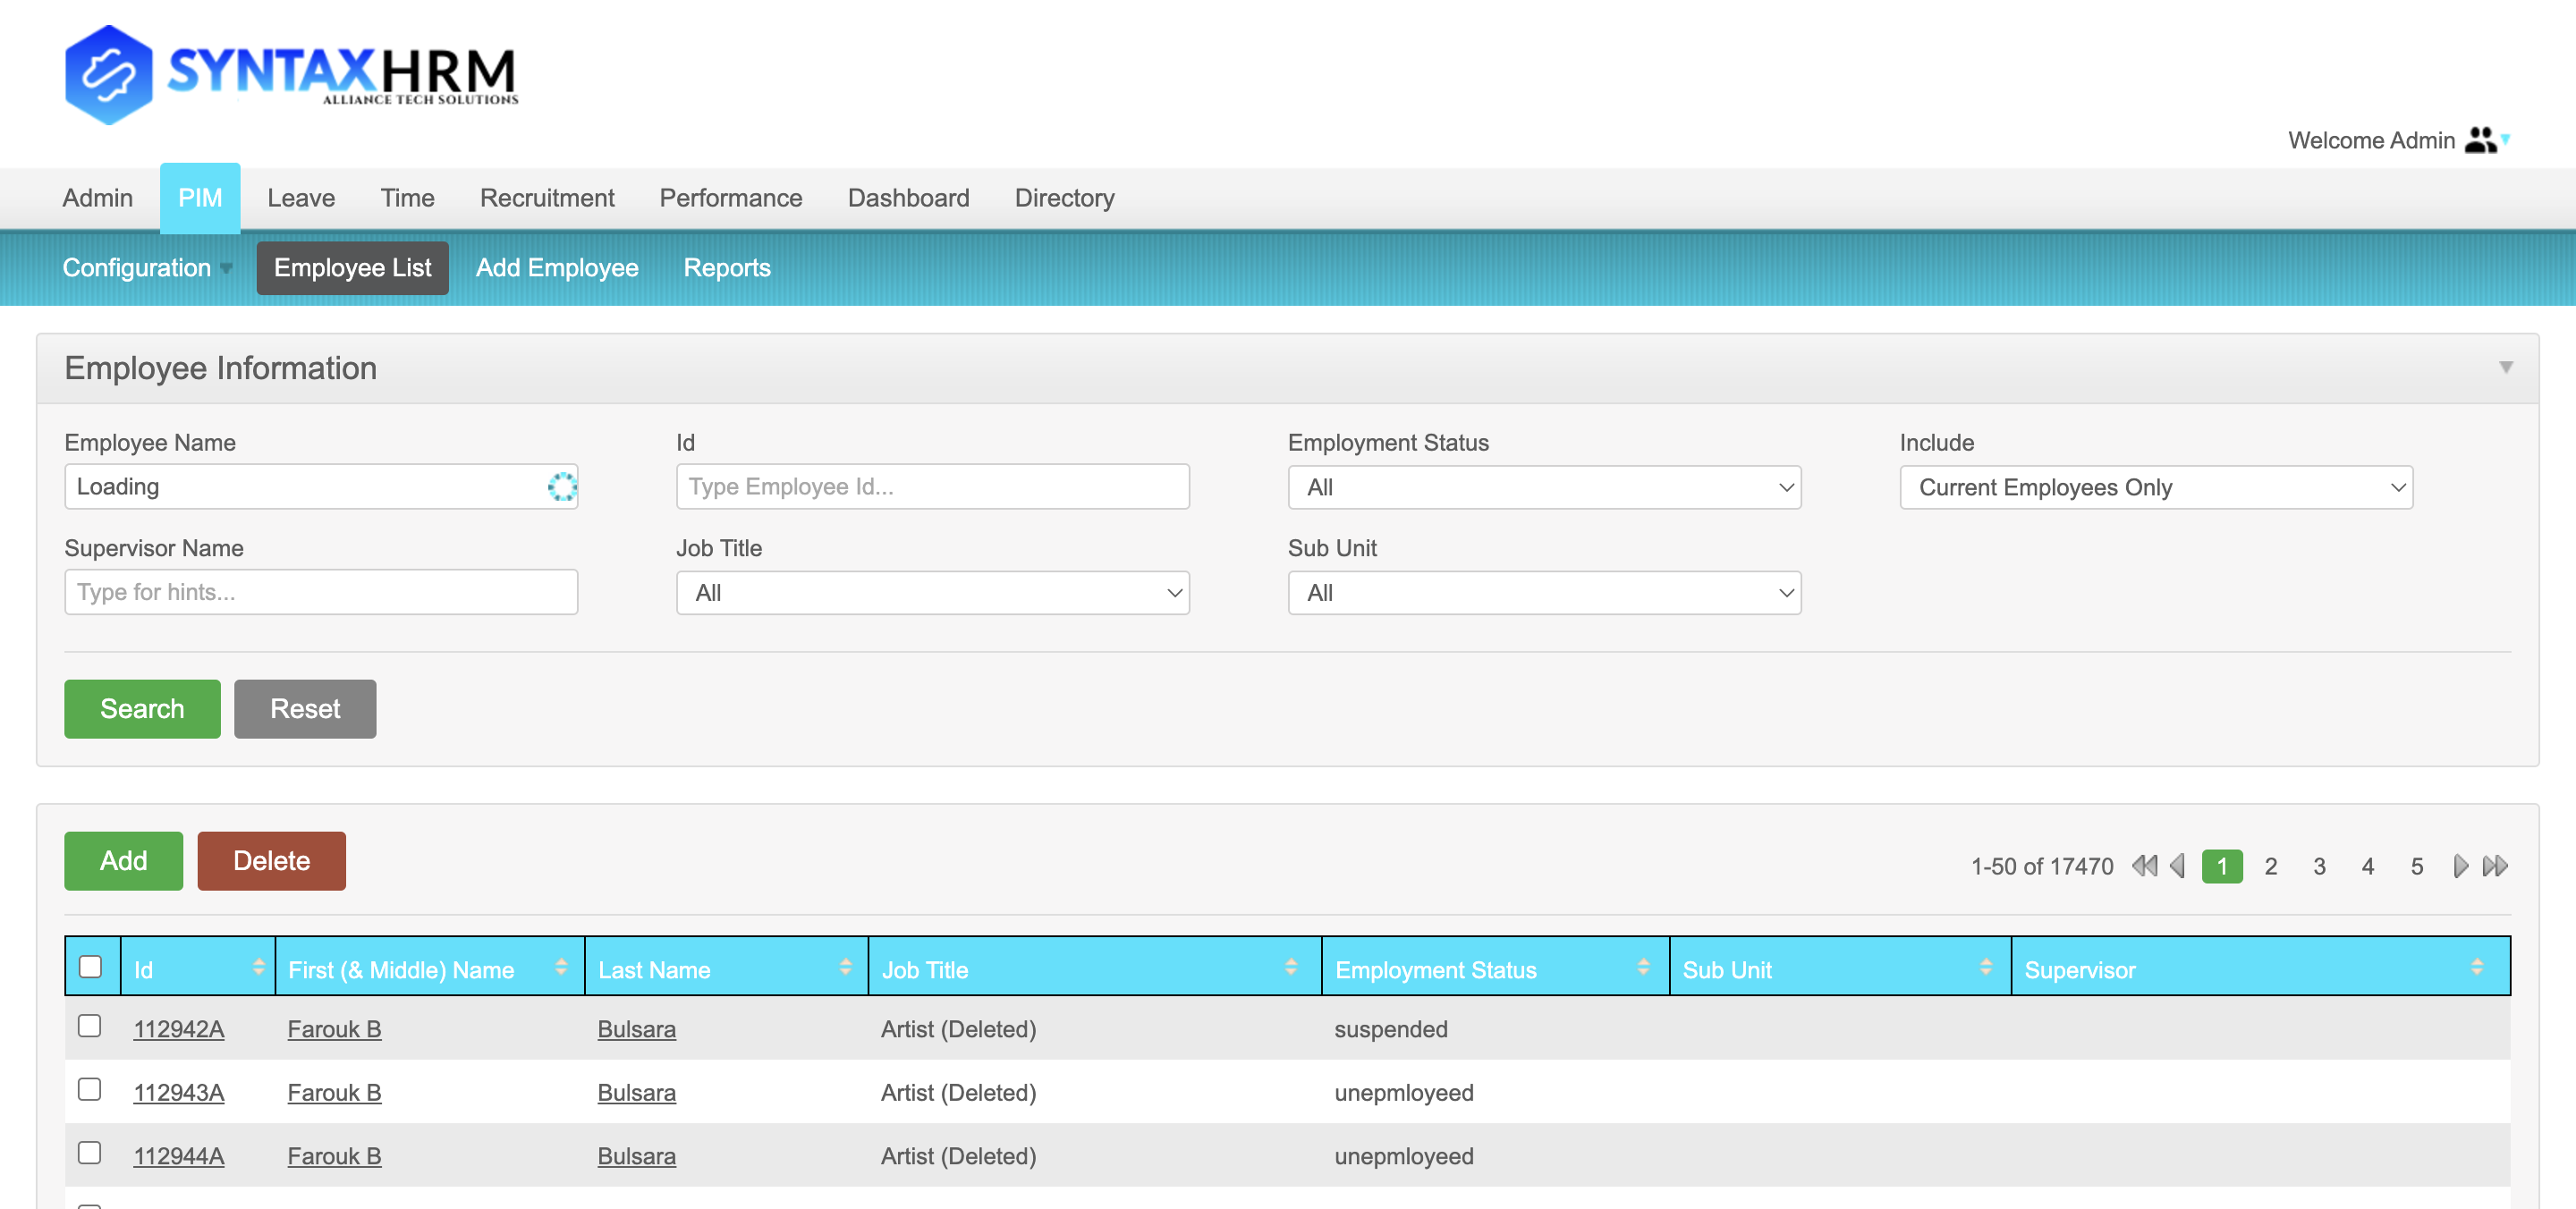 SYNTAXHRM
ALLIANCE TECH SOLUTIONS
Welcome Admin
Admin PIM Leave Time Recruitment Performance Dashboard Directory
Configuration Employee List Add Employee Reports
Employee Information
Employee Name Id Employment Status Include
Loading Type Employee Id... All Current Employees Only
Supervisor Name Job Title Sub Unit
Type for hints... All All
Search Reset
Add Delete 1-50 of 17470 1 2 3 4 5
Id First (& Middle) Name Last Name Job Title Employment Status Sub Unit Supervisor
112942A Farouk B Bulsara Artist (Deleted) suspended
112943A Farouk B Bulsara Artist (Deleted) unepmloyeed
112944A Farouk B Bulsara Artist (Deleted) unepmloyeed